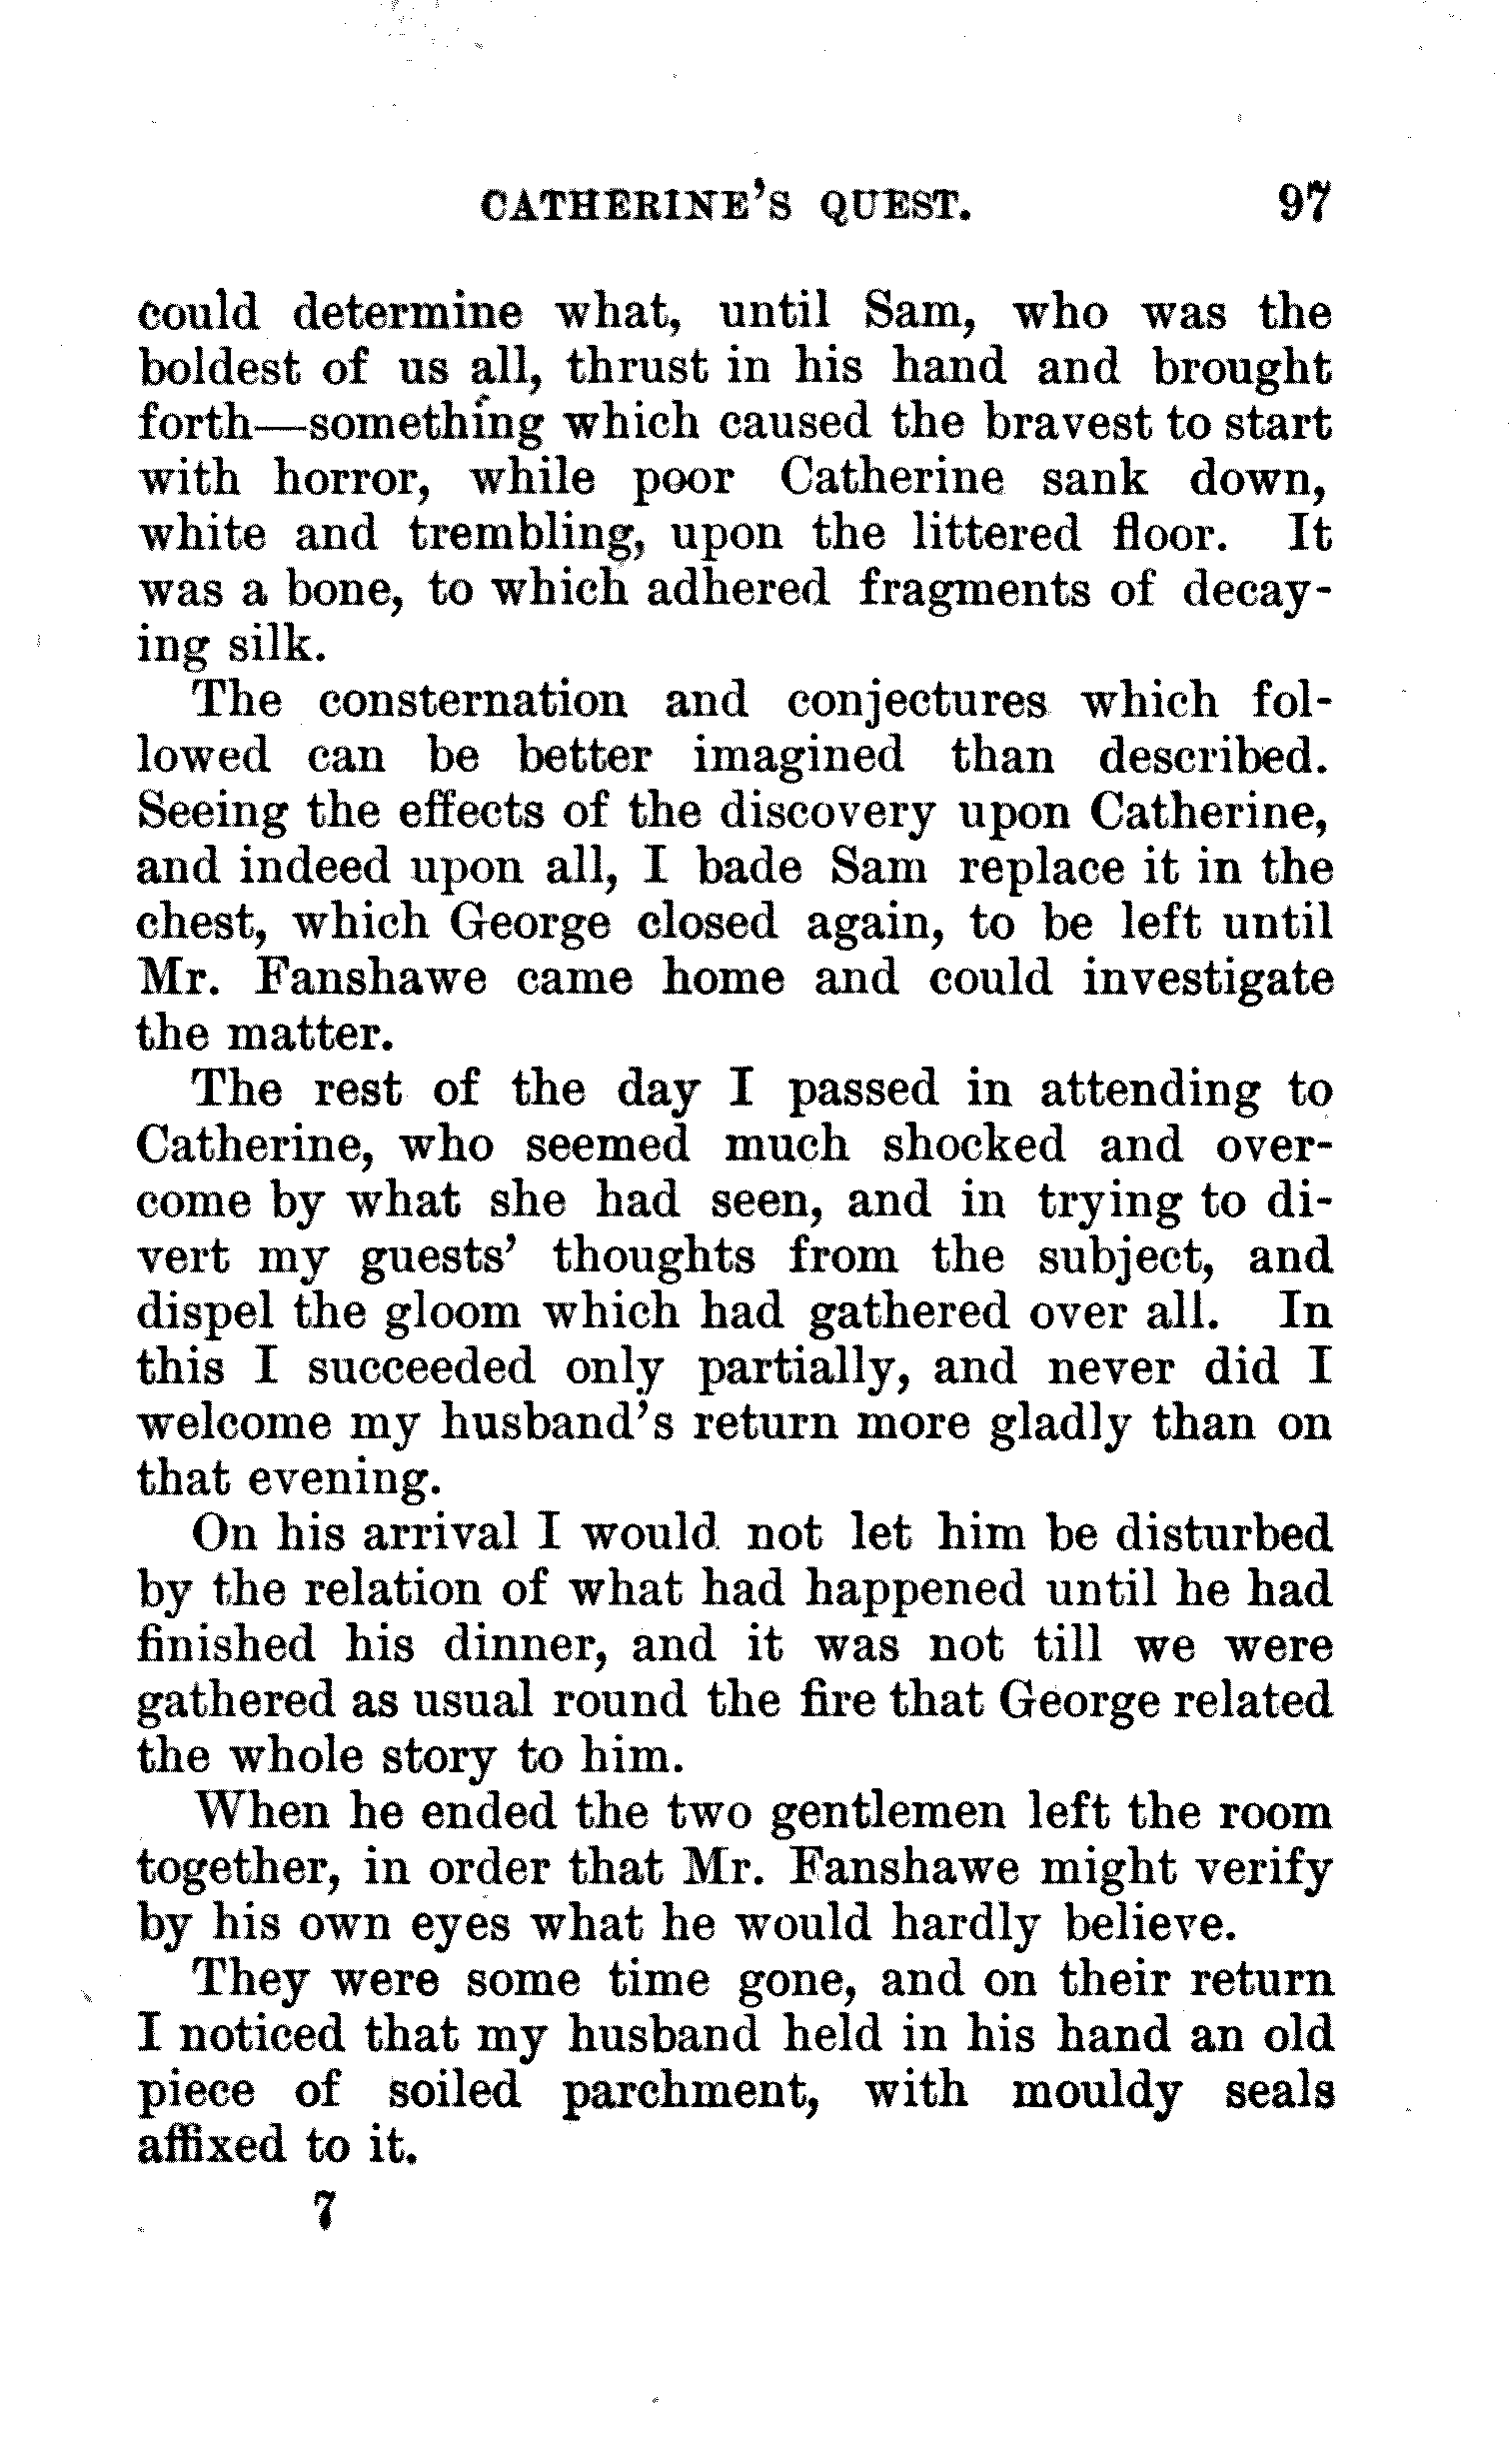 CATHERINE'S QUEST. 97
could determine what, until Sam, who was the
boldest of us all, thrust in his hand and brought
forth—something which caused the bravest to start
with horror, while poor Catherine sank down,
white and trembling, upon the littered floor. It
was a bone, to which adhered fragments of decay-
ing silk.
The consternation and conjectures which fol-
lowed can be better imagined than described.
Seeing the effects of the discovery upon Catherine,
and indeed upon all, I bade Sam replace it in the
chest, which George closed again, to be left until
Mr. Fanshawe came home and could investigate
the matter.
The rest of the day I passed in attending to
Catherine, who seemed much shocked and over-
come by what she had seen, and in trying to di-
vert my guests' thoughts from the subject, and
dispel the gloom which had gathered over all. In
this I succeeded only partially, and never did I
welcome my husband's return more gladly than on
that evening.
On his arrival I would not let him be disturbed
by the relation of what had happened until he had
finished his dinner, and it was not till we were
gathered as usual round the fire that George related
the whole story to him.
When he ended the two gentlemen left the room
together, in order that Mr. Fanshawe might verify
by his own eyes what he would hardly believe.
They were some time gone, and on their return
I noticed that my husband held in his hand an old
piece of soiled parchment, with mouldy seals
affixed to it.
7